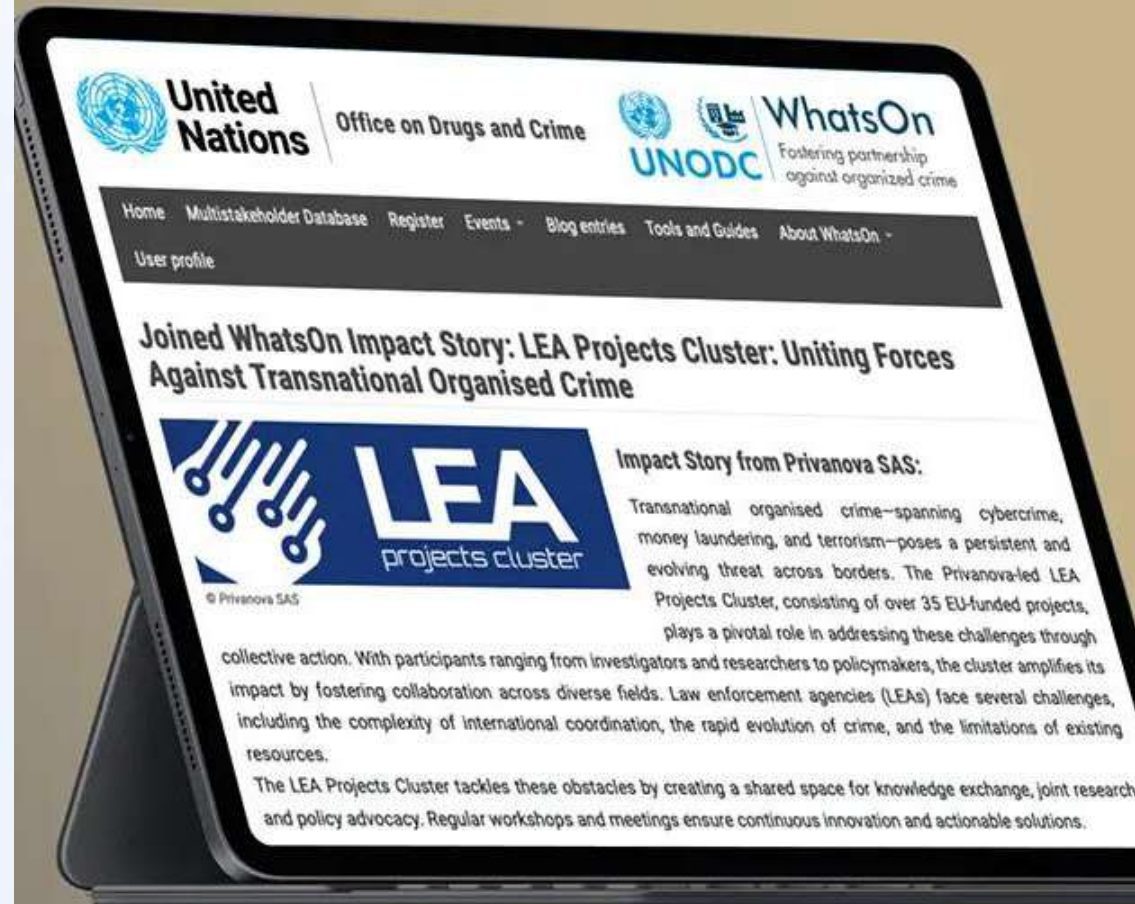 United
Nations
Office on Drugs and Crime
UNODC
WhatsOn
Fostering partnership
against organized crime
Home Multistakeholder Database Register Events Blog entries Tools and Guides About WhatsOn
User profile
Joined WhatsOn Impact Story: LEA Projects Cluster: Uniting Forces
Against Transnational Organised Crime
LEA
projects cluster
© Privanova SAS
Impact Story from Privanova SAS:
Transnational organised crime—spanning cybercrime,
money laundering, and terrorism—poses a persistent and
evolving threat across borders. The Privanova-led LEA
Projects Cluster, consisting of over 35 EU-funded projects,
plays a pivotal role in addressing these challenges through
collective action. With participants ranging from investigators and researchers to policymakers, the cluster amplifies its
impact by fostering collaboration across diverse fields. Law enforcement agencies (LEAs) face several challenges,
including the complexity of international coordination, the rapid evolution of crime, and the limitations of existing
resources.
The LEA Projects Cluster tackles these obstacles by creating a shared space for knowledge exchange, joint research
and policy advocacy. Regular workshops and meetings ensure continuous innovation and actionable solutions.